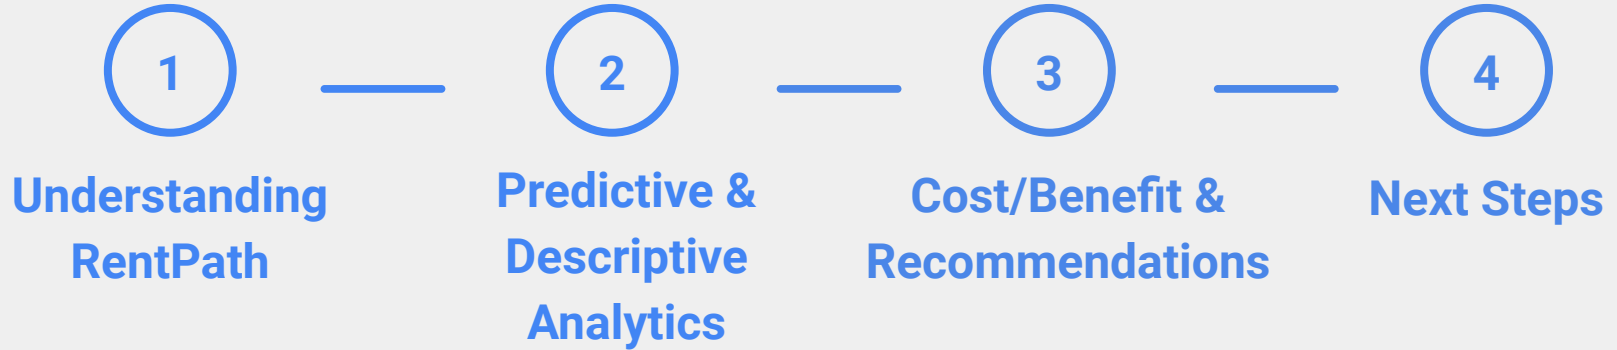 1
Understanding
RentPath
2
Predictive &
Descriptive
Analytics
3
Cost/Benefit &
Recommendations
4
Next Steps